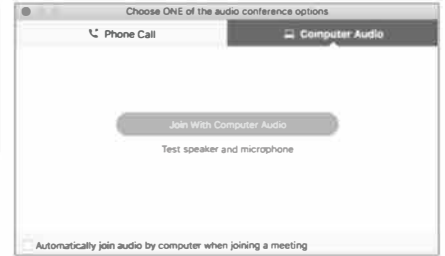 Choose ONE of the audio conference options
Phone Call
Computer Audio
Join With Computer Audio
Test speaker and microphone
Automatically join audio by computer when joining a meeting